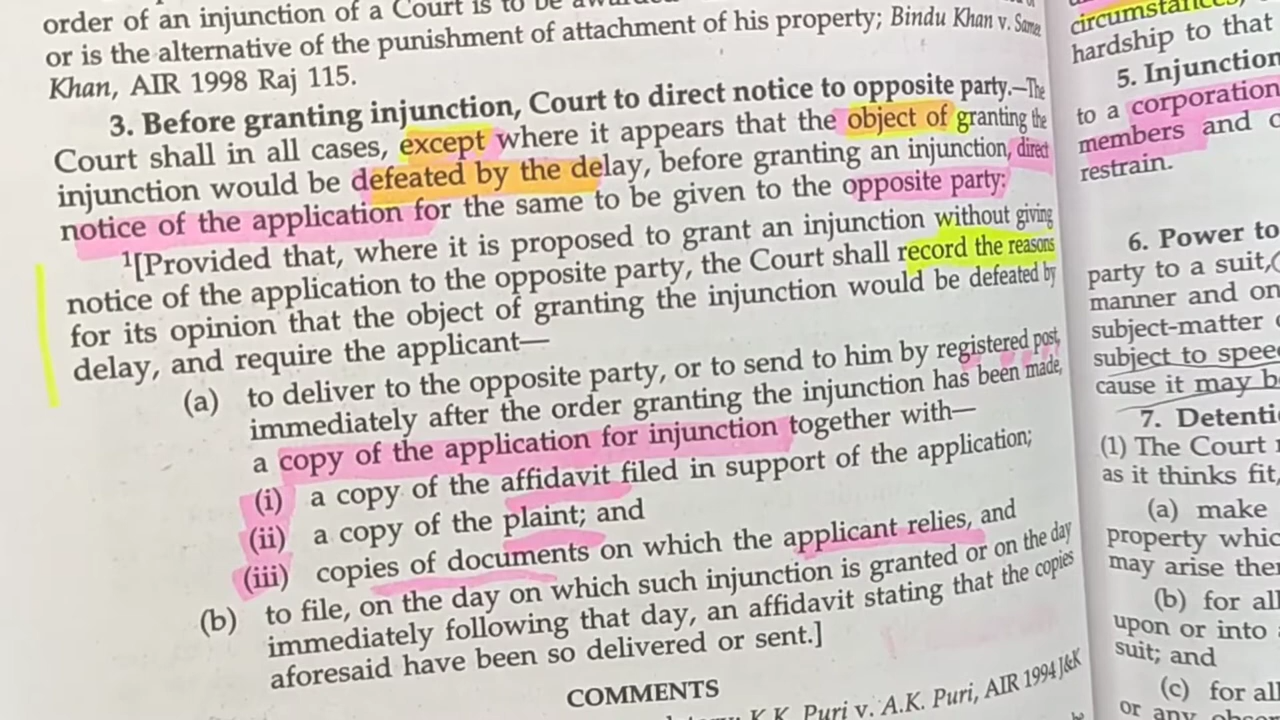 order of an injunction of a Court is to be
or is the alternative of the punishment of attachment of his property; Bindu Khan v. Same
Khan, AIR 1998 Raj 115.
3. Before granting injunction, Court to direct notice to opposite party.—The
Court shall in all cases, except where it appears that the object of granting the
injunction would be defeated by the delay, before granting an injunction, direct
notice of the application for the same to be given to the opposite party:
1[Provided that, where it is proposed to grant an injunction without giving
notice of the application to the opposite party, the Court shall record the reasons
for its opinion that the object of granting the injunction would be defeated by
delay, and require the applicant—
(a) to deliver to the opposite party, or to send to him by registered post,
immediately after the order granting the injunction has been made,
a copy of the application for injunction together with—
(i) a copy of the affidavit filed in support of the application;
(ii) a copy of the plaint; and
(iii) copies of documents on which the applicant relies, and
(b) to file, on the day on which such injunction is granted or on the day
immediately following that day, an affidavit stating that the copies
aforesaid have been so delivered or sent.]
COMMENTS
K.K. Puri v. A.K. Puri, AIR 1994 J&K
circumstances,
hardship to that
5. Injunction
to a corporation
members and
restrain.
6. Power to
party to a suit,
manner and on
subject-matter
subject to
cause it may
7.
(1) The Court
as it thinks fit,
(a) make
property
may arise
(b) for all
upon or into
suit; and
(c) for all
or any